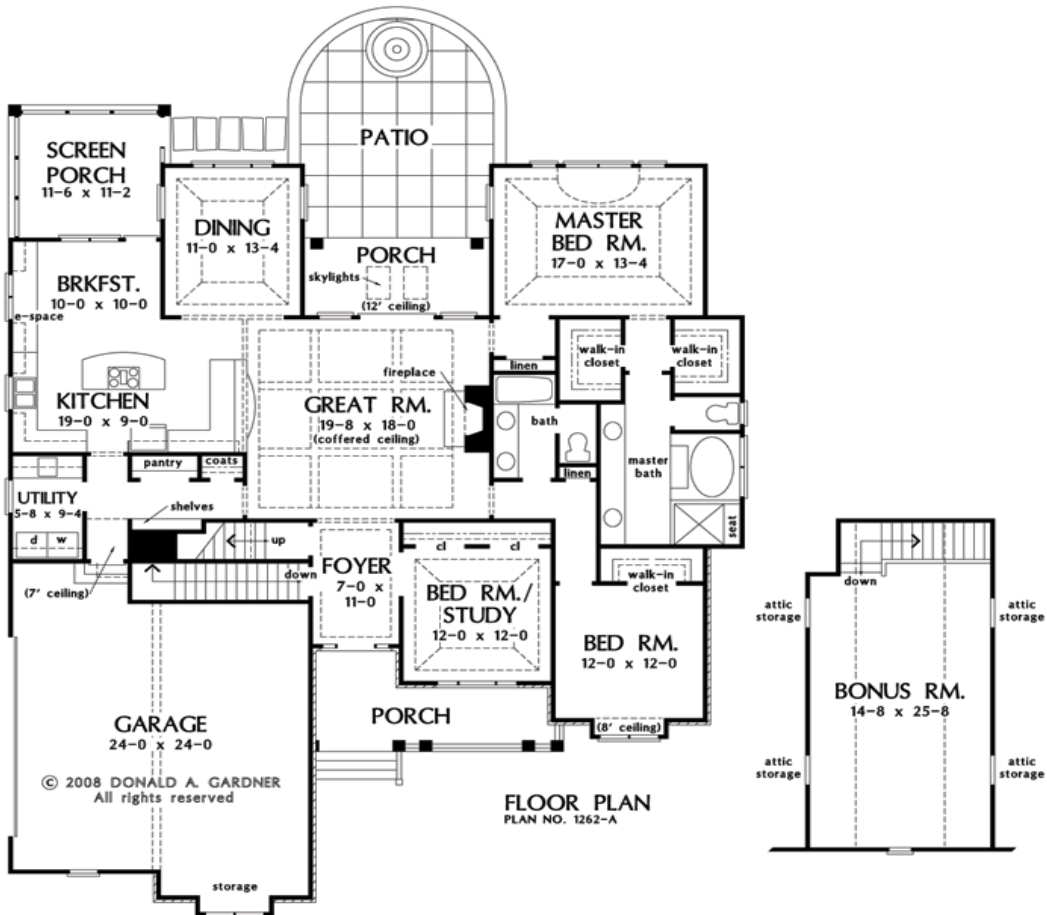 SCREEN
PORCH
11-6 x 11-2
PATIO
DINING
11-0 x 13-4
MASTER
BED RM.
17-0 x 13-4
PORCH
skylights
(12' ceiling)
BRKFST.
10-0 x 10-0
e-space
KITCHEN
19-0 x 9-0
GREAT RM.
19-8 x 18-0
(coffered ceiling)
fireplace
linen
walk-in
closet
walk-in
closet
bath
linen
master
bath
seat
pantry
coats
UTILITY
5-8 x 9-4
d
w
shelves
up
down
(7' ceiling)
FOYER
7-0 x
11-0
cl
cl
BED RM./
STUDY
12-0 x 12-0
walk-in
closet
BED RM.
12-0 x 12-0
(8' ceiling)
PORCH
GARAGE
24-0 x 24-0
© 2008 DONALD A. GARDNER
All rights reserved
storage
FLOOR PLAN
PLAN NO. 1262-A
down
attic
storage
attic
storage
BONUS RM.
14-8 x 25-8
attic
storage
attic
storage